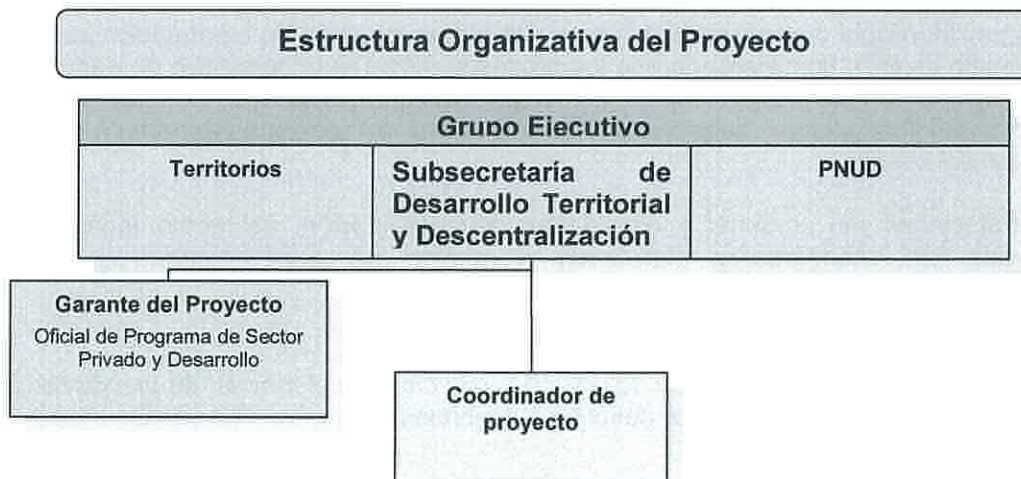 Estructura Organizativa del Proyecto
Grupo Ejecutivo
Territorios
Subsecretaría de
Desarrollo Territorial
y Descentralización
PNUD
Garante del Proyecto
Oficial de Programa de Sector
Privado y Desarrollo
Coordinador de
proyecto